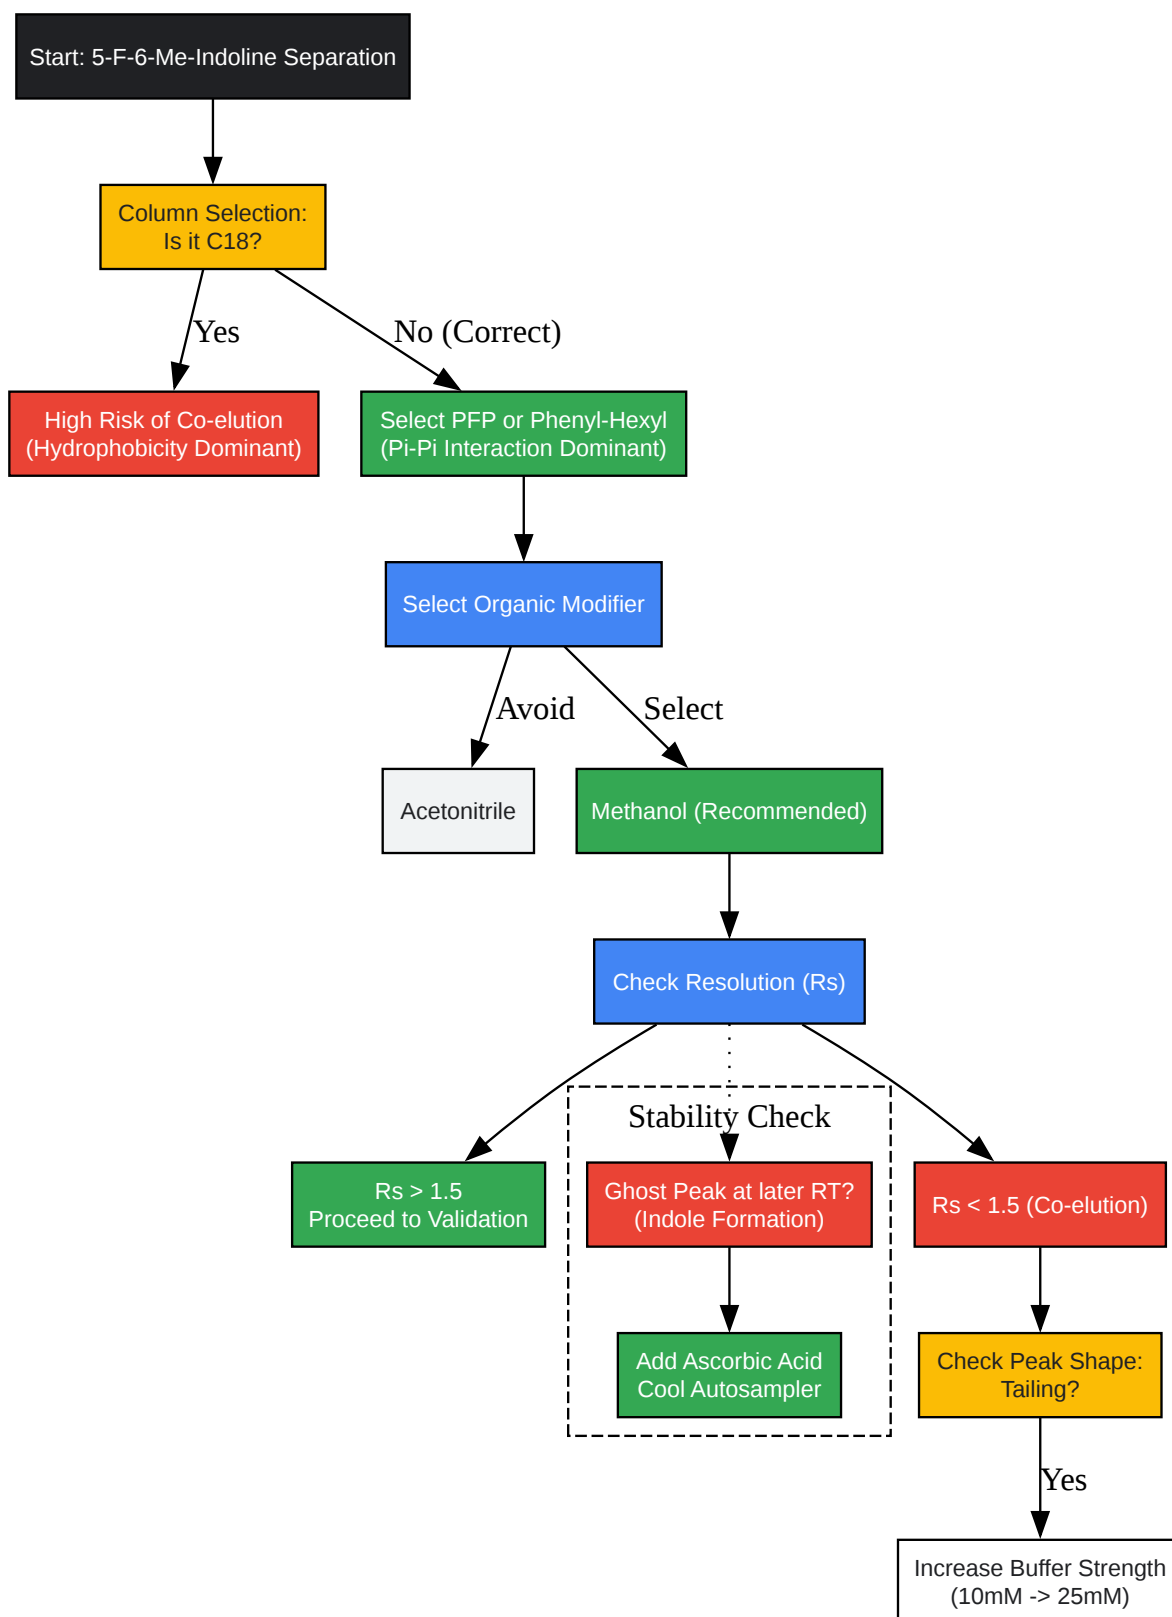 Start: 5-F-6-Me-Indoline Separation
Column Selection:
Is it C18?
Yes
No (Correct)
High Risk of Co-elution
(Hydrophobicity Dominant)
Select PFP or Phenyl-Hexyl
(Pi-Pi Interaction Dominant)
Select Organic Modifier
Avoid
Select
Acetonitrile
Methanol (Recommended)
Check Resolution (Rs)
Stability Check
Rs > 1.5
Proceed to Validation
Ghost Peak at later RT?
(Indole Formation)
Rs < 1.5 (Co-elution)
Add Ascorbic Acid
Cool Autosampler
Check Peak Shape:
Tailing?
Yes
Increase Buffer Strength
(10mM -> 25mM)